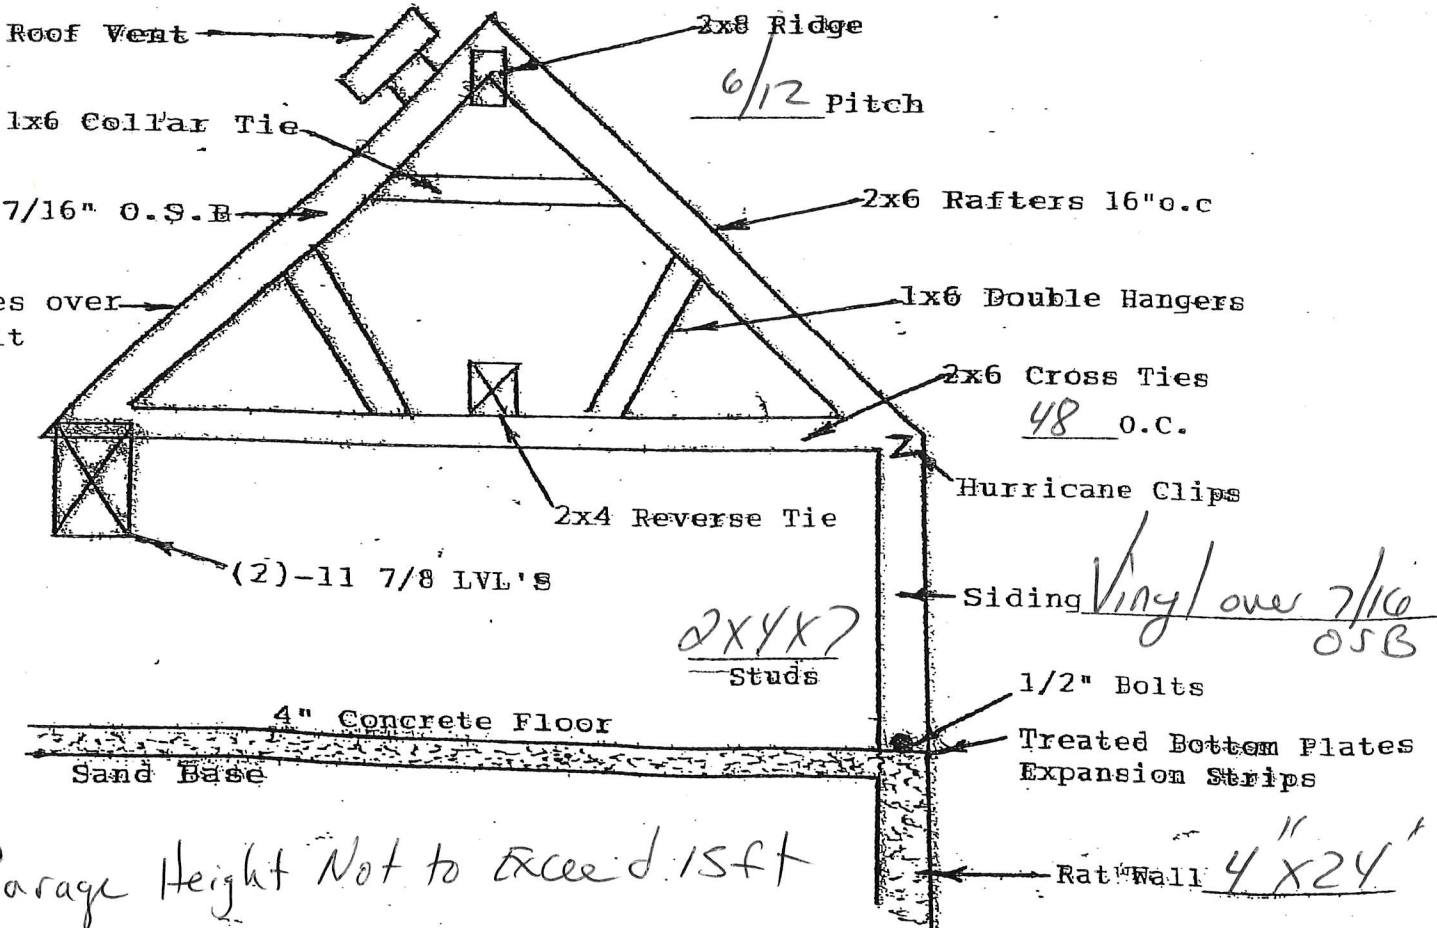 Roof Vent
2x8 Ridge
6/12 Pitch
1x6 Collar Tie
7/16" O.S.B
2x6 Rafters 16"o.c
es over
1x6 Double Hangers
2x6 Cross Ties
48 O.C.
Hurricane Clips
2x4 Reverse Tie
(2)-11 7/8 LVL'S
Siding Vinyl over 7/16
OSB
2x4x7
Studs
1/2" Bolts
4" Concrete Floor
Treated Bottom Plates
Expansion Strips
Sand Base
Garage Height Not to Exceed 15ft
Rat Wall 4" x 24"